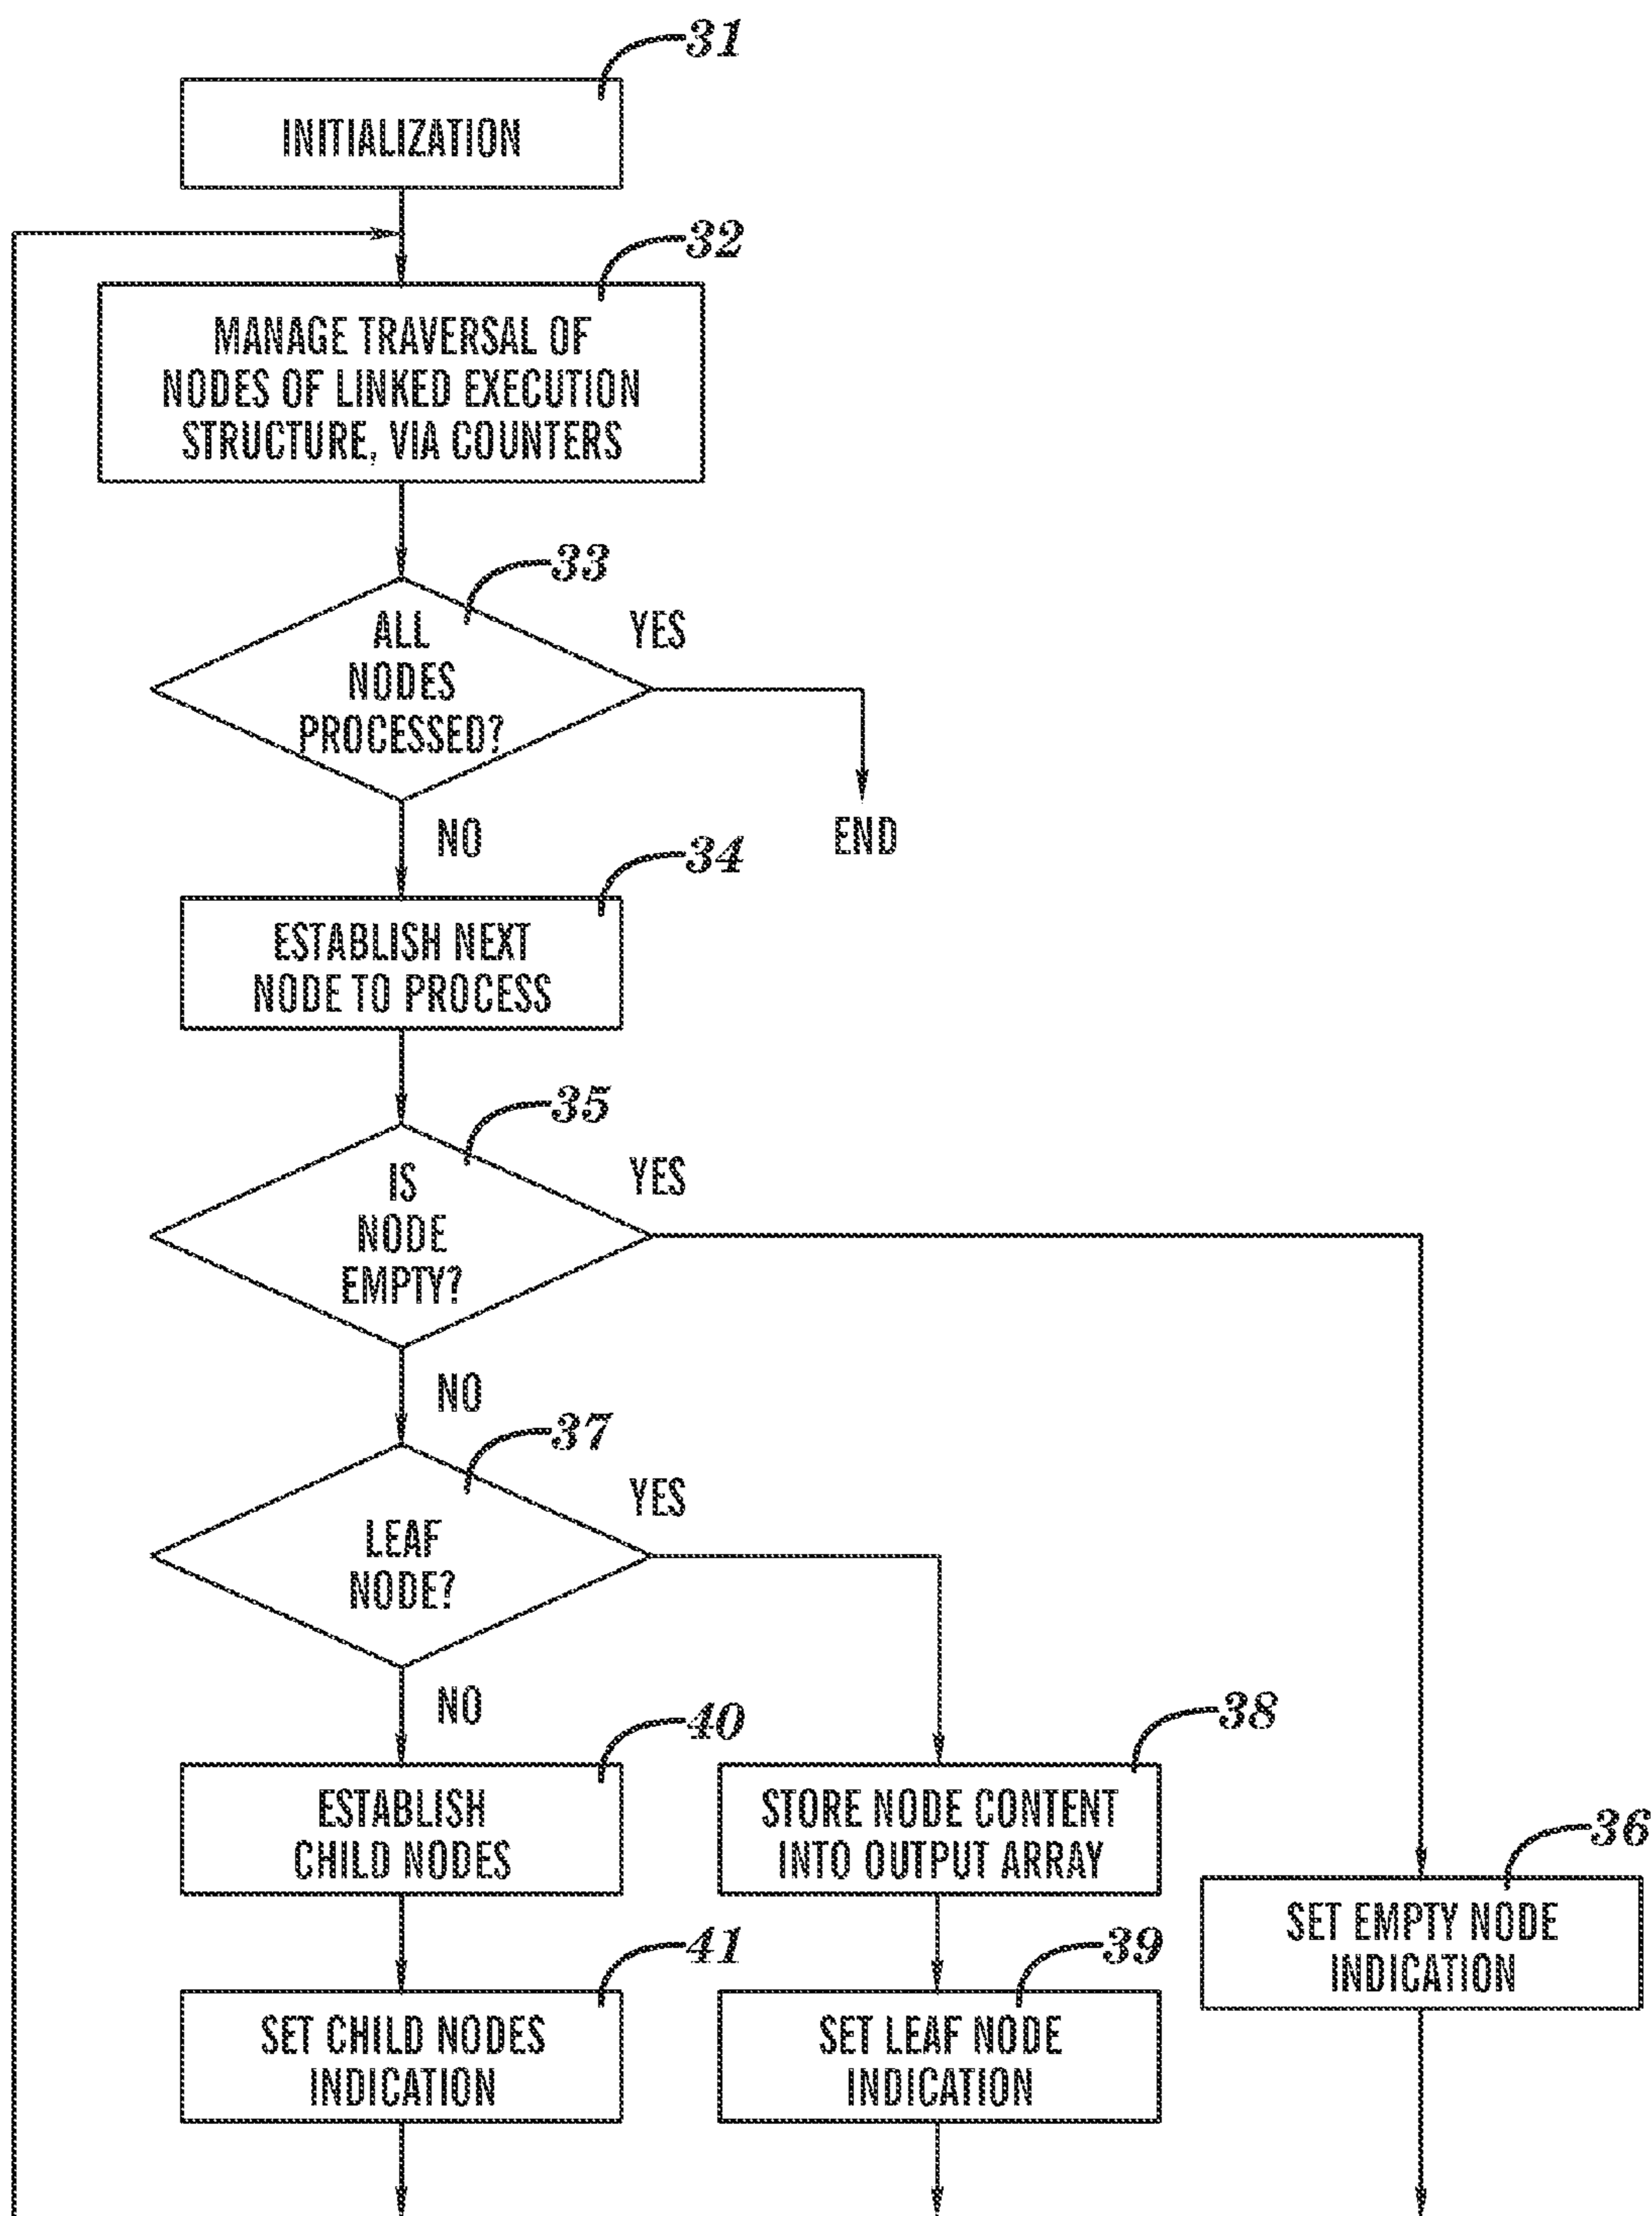 31
INITIALIZATION
32
MANAGE TRAVERSAL OF
NODES OF LINKED EXECUTION
STRUCTURE, VIA COUNTERS
33
ALL
NODES
PROCESSED?
YES
END
NO
34
ESTABLISH NEXT
NODE TO PROCESS
35
IS
NODE
EMPTY?
YES
NO
37
LEAF
NODE?
YES
NO
40
ESTABLISH
CHILD NODES
38
STORE NODE CONTENT
INTO OUTPUT ARRAY
36
SET EMPTY NODE
INDICATION
41
SET CHILD NODES
INDICATION
39
SET LEAF NODE
INDICATION